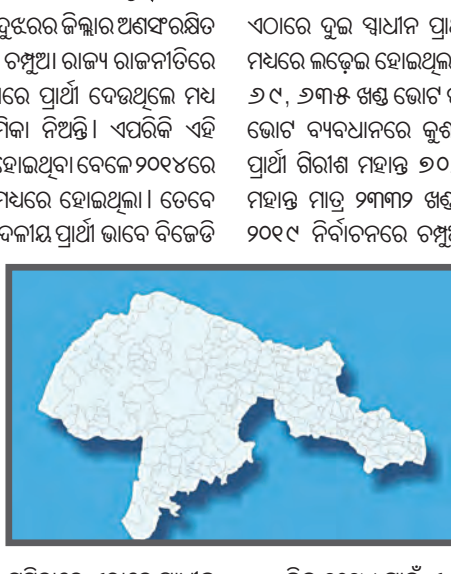 ଦୁଝରର ଜିଲ୍ଲାର ଅଣସଂରକ୍ଷିତ
ଚମ୍ପୁଆ ରାଜ୍ୟ ରାଜନୀତିରେ
ରେ ପ୍ରାର୍ଥୀ ଦେଉଥିଲେ ମଧ୍ୟ
ମିକା ନିଅନ୍ତି। ଏପରିକି ଏହି
ହୋଇଥିବା ବେଳେ ୨୦୧୪ରେ
ମଧ୍ୟରେ ହୋଇଥିଲା। ତେବେ
ଦଳୀୟ ପ୍ରାର୍ଥୀ ଭାବେ ବିଜେଡି
ଏଠାରେ ଦୁଇ ସ୍ୱାଧୀନ ପ୍ରା
ମଧ୍ୟରେ ଲଢ଼େଇ ହୋଇଥିଲ
୬୯, ୬୩୫ ଖଣ୍ଡ ଭୋଟ
ଭୋଟ ବ୍ୟବଧାନରେ କୁଶ
ପ୍ରାର୍ଥୀ ଗିରୀଶ ମହାନ୍ତ ୭୦
ମହାନ୍ତ ମାତ୍ର ୨୩୩୨ ଖଣ୍
୨୦୧୯ ନିର୍ବାଚନରେ ଚମ୍ପୁଅ